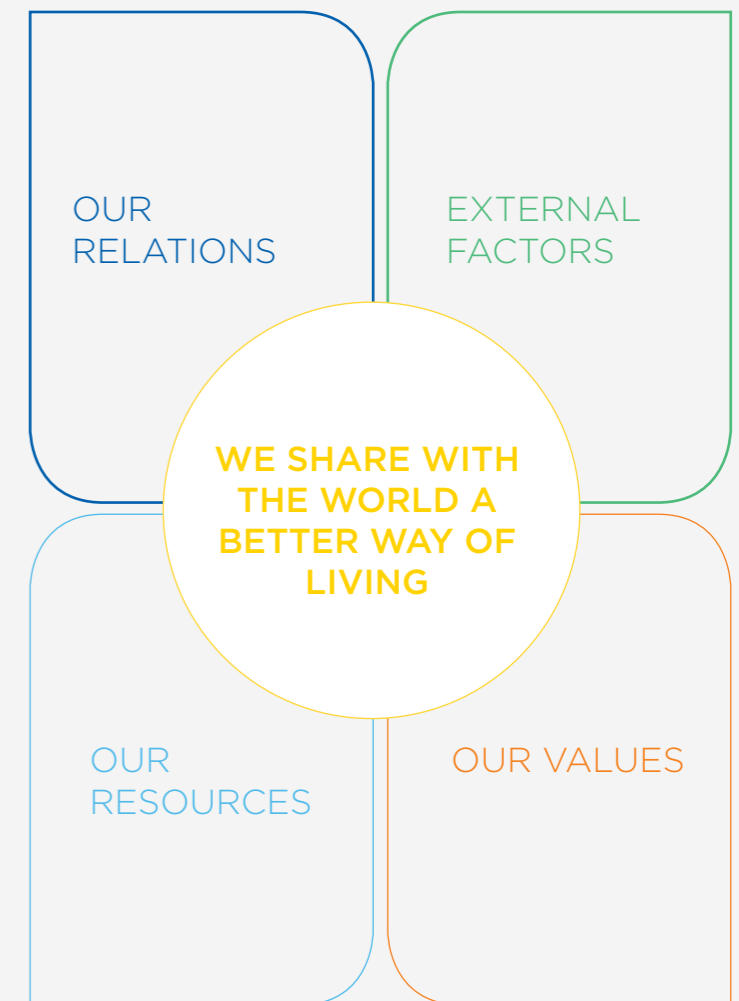 OUR
RELATIONS
EXTERNAL
FACTORS
WE SHARE WITH
THE WORLD A
BETTER WAY OF
LIVING
OUR
RESOURCES
OUR VALUES